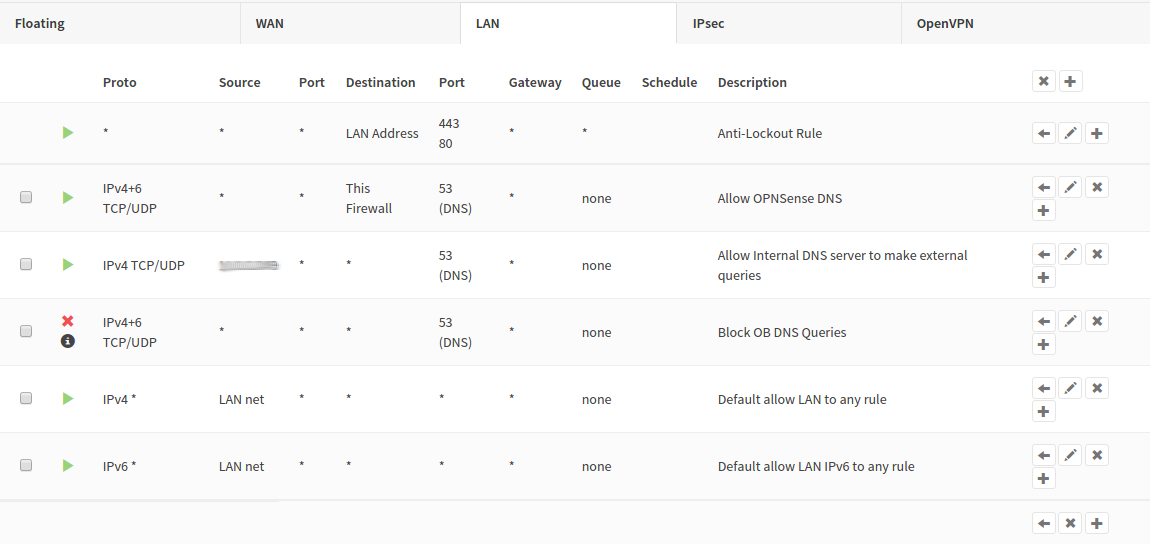 Floating WAN LAN IPsec OpenVPN
Proto Source Port Destination Port Gateway Queue Schedule Description
* * * LAN Address 443 * * Anti-Lockout Rule
80
IPv4+6 * * This 53 * none Allow OPNSense DNS
TCP/UDP Firewall (DNS)
IPv4 TCP/UDP * * 53 * none Allow Internal DNS server to make external
(DNS) queries
IPv4+6 * * * 53 * none Block OB DNS Queries
TCP/UDP (DNS)
IPv4 * LAN net * * * * none Default allow LAN to any rule
IPv6 * LAN net * * * * none Default allow LAN IPv6 to any rule